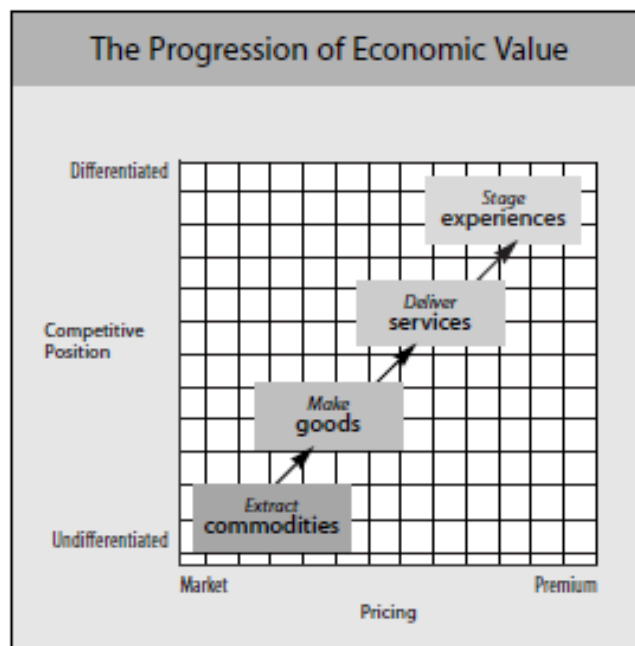 The Progression of Economic Value
Differentiated
Stage
experiences
Deliver
services
Competitive
Position
Make
goods
Extract
commodities
Undifferentiated
Market
Premium
Pricing